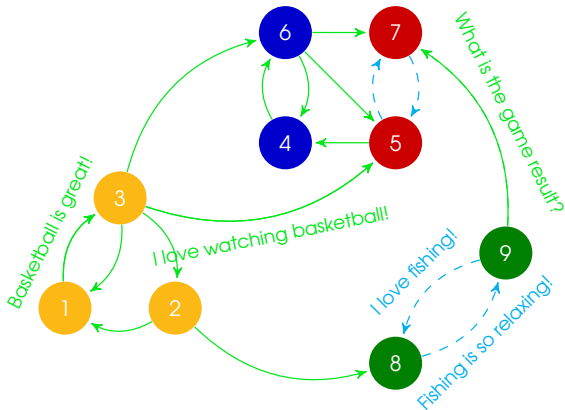 6
7
What is the game result?
4
5
3
Basketball is great!
I love watching basketball!
9
I love fishing!
1
2
Fishing is so relaxing!
8